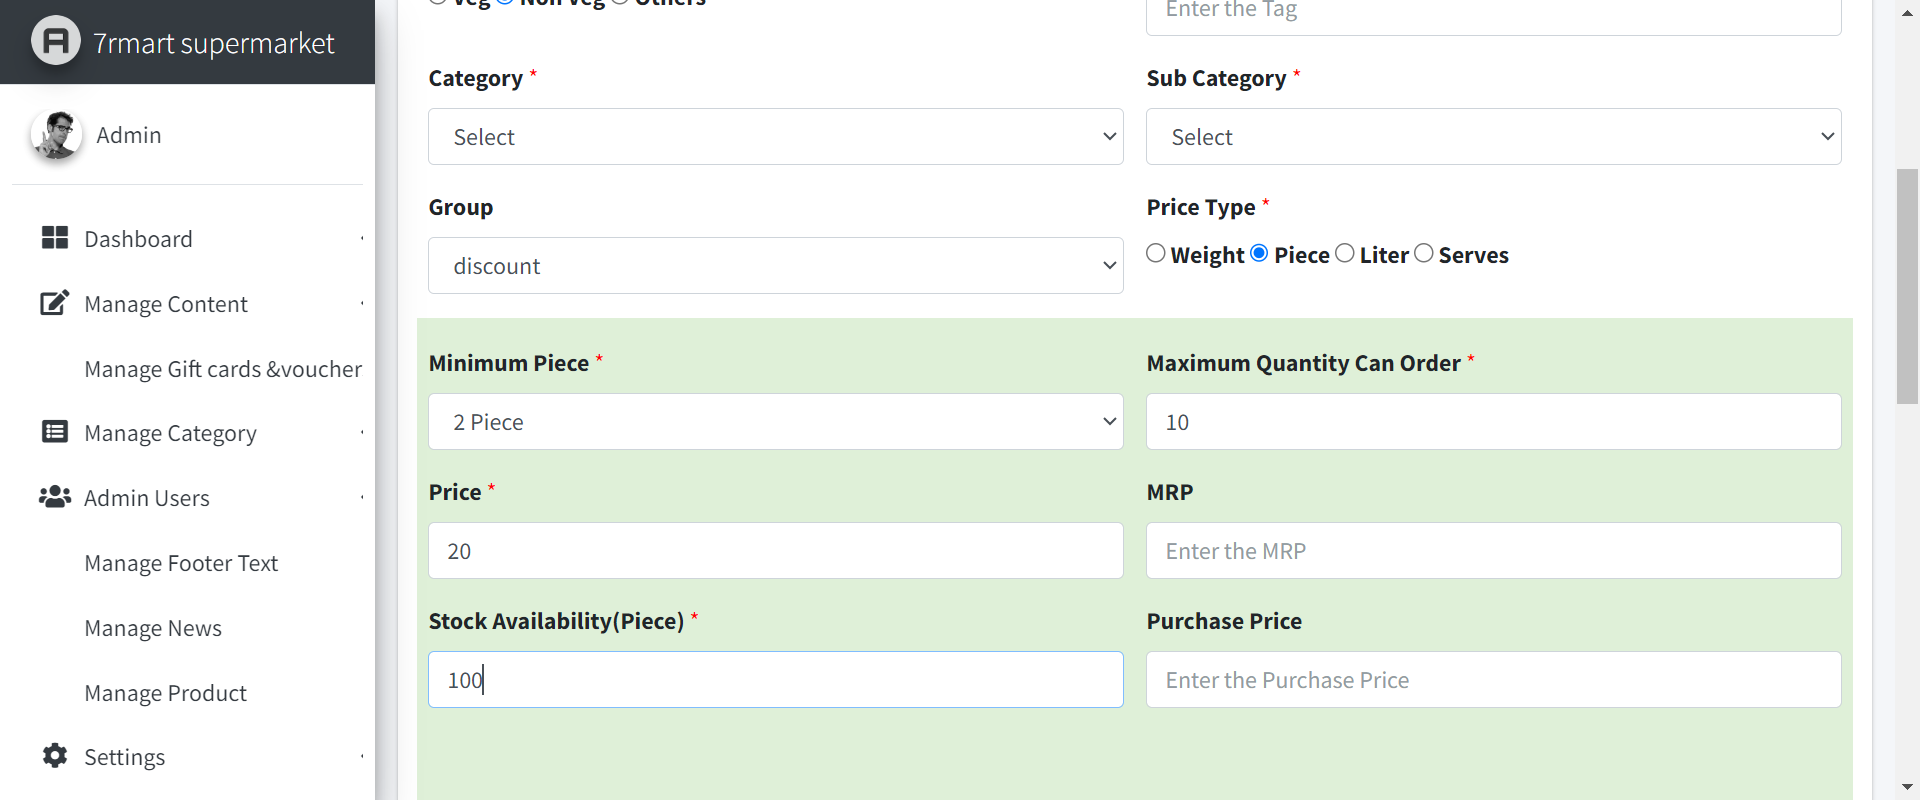 7rmart supermarket
Admin
Dashboard
Manage Content
Manage Gift cards &voucher
Manage Category
Admin Users
Manage Footer Text
Manage News
Manage Product
Settings
Veg Non Veg Others
Enter the Tag
Category *
Sub Category *
Select
Select
Group
Price Type *
discount
Weight Piece Liter Serves
Minimum Piece *
Maximum Quantity Can Order *
2 Piece
10
Price *
MRP
20
Enter the MRP
Stock Availability(Piece) *
Purchase Price
100
Enter the Purchase Price